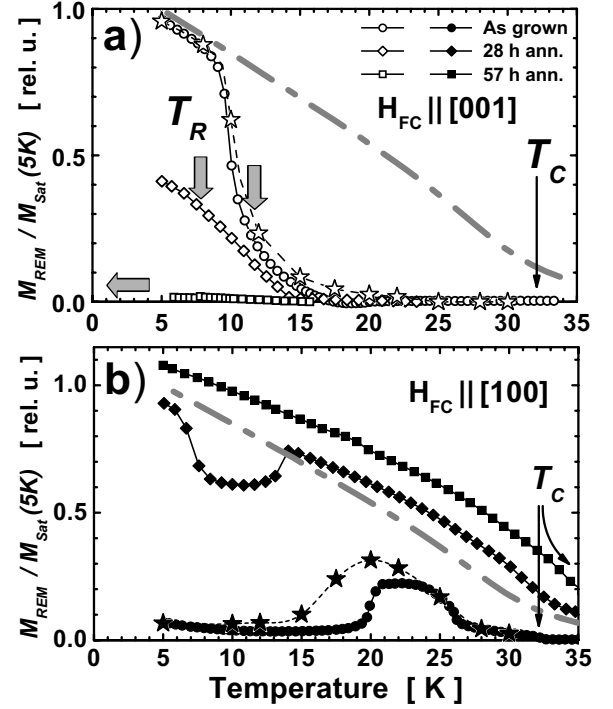 a)
As grown
28 h ann.
57 h ann.
H_FC || [001]
T_R
T_C
M_REM / M_Sat (5K) [ rel. u. ]
1.0
0.5
0.0
0 5 10 15 20 25 30 35
b)
H_FC || [100]
T_C
M_REM / M_Sat (5K) [ rel. u. ]
1.0
0.5
0.0
0 5 10 15 20 25 30 35
Temperature [ K ]